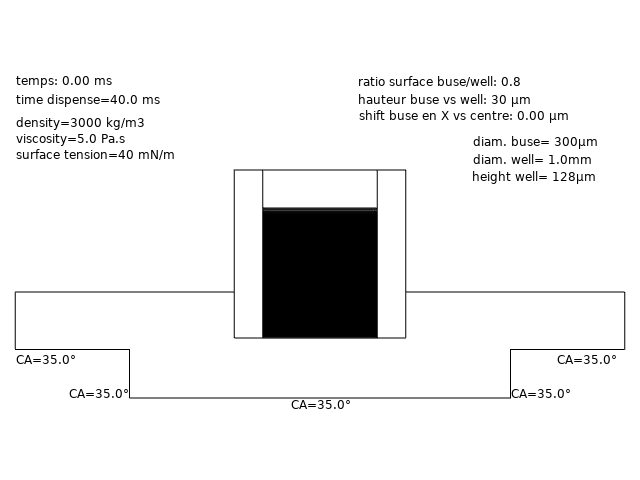 temps: 0.00 ms
time dispense=40.0 ms
density=3000 kg/m3
viscosity=5.0 Pa.s
surface tension=40 mN/m
ratio surface buse/well: 0.8
hauteur buse vs well: 30 µm
shift buse en X vs centre: 0.00 µm
diam. buse= 300µm
diam. well= 1.0mm
height well= 128µm
CA=35.0°
CA=35.0°
CA=35.0°
CA=35.0°
CA=35.0°